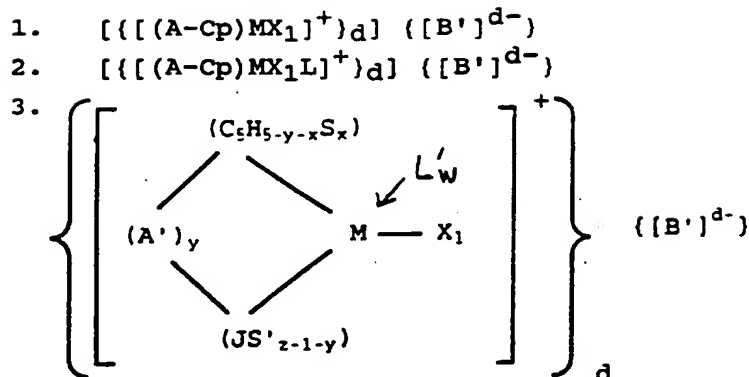 1. [{[(A-Cp)MX₁]⁺}d] {[B']ᵈ⁻}
2. [{[(A-Cp)MX₁L]⁺}d] {[B']ᵈ⁻}
3.
+
(C₅H₅₋y₋ₓSₓ)
L'w
(A')y M X₁ {[B']ᵈ⁻}
(JS'z₋₁₋y)
d